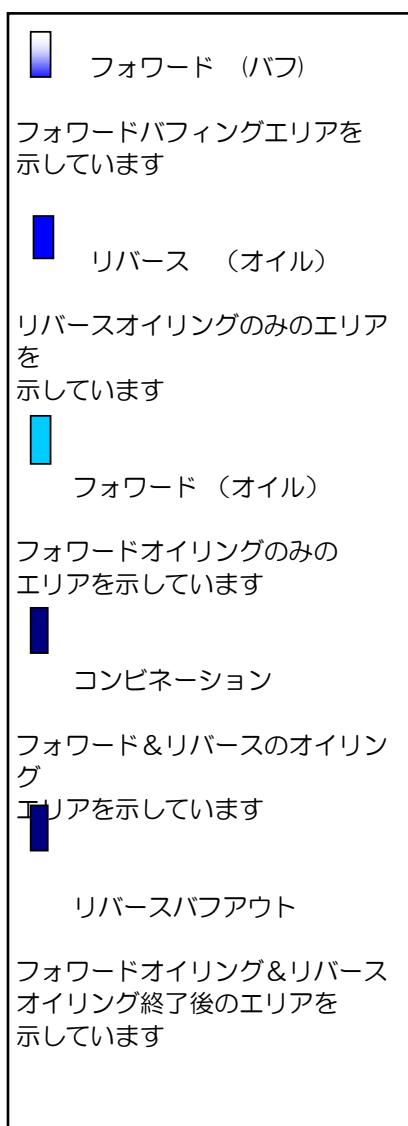 フォワード　(バフ)
フォワードバフィングエリアを
示しています
リバース　（オイル）
リバースオイリングのみのエリア
を
示しています
フォワード （オイル）
フォワードオイリングのみの
エリアを示しています
コンビネーション
フォワード＆リバースのオイリン
グ
エリアを示しています
リバースバフアウト
フォワードオイリング＆リバース
オイリング終了後のエリアを
示しています